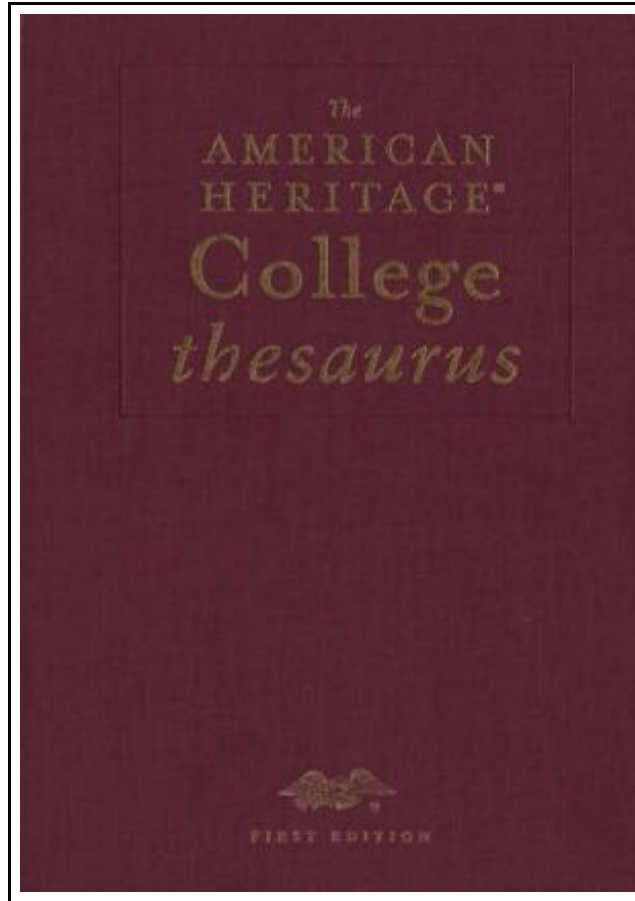 The
AMERICAN
HERITAGE®
College
thesaurus
FIRST EDITION